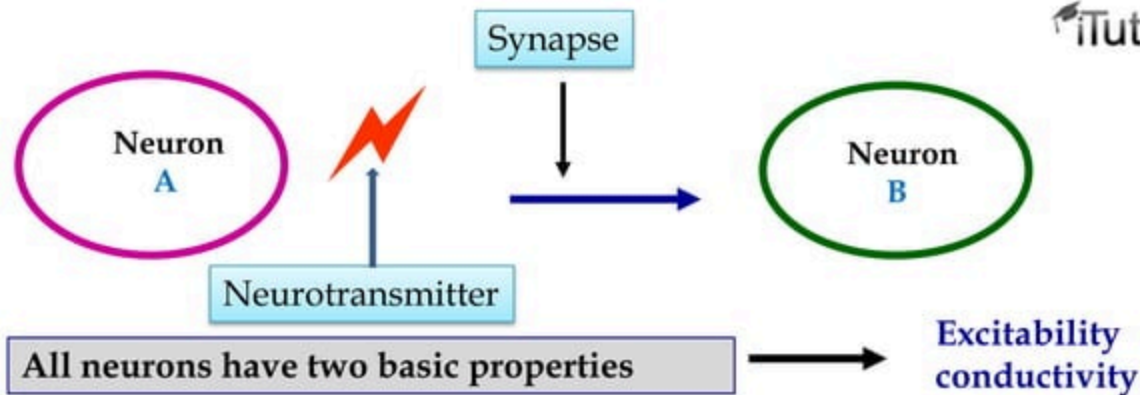 Synapse
iTut
Neuron
A
Neuron
B
Neurotransmitter
All neurons have two basic properties
Excitability
conductivity